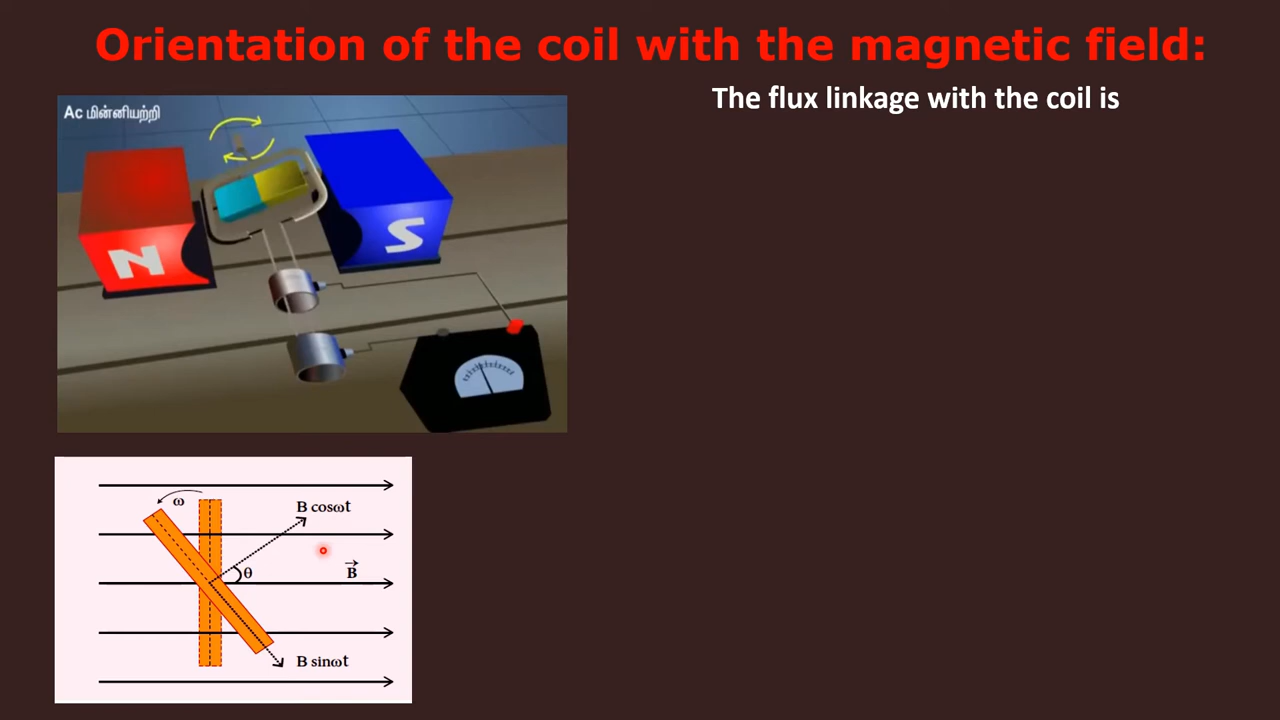 Orientation of the coil with the magnetic field:
The flux linkage with the coil is
Ac மின்னியற்றி
N
S
ω
B cosωt
θ
B⃗
B sinωt